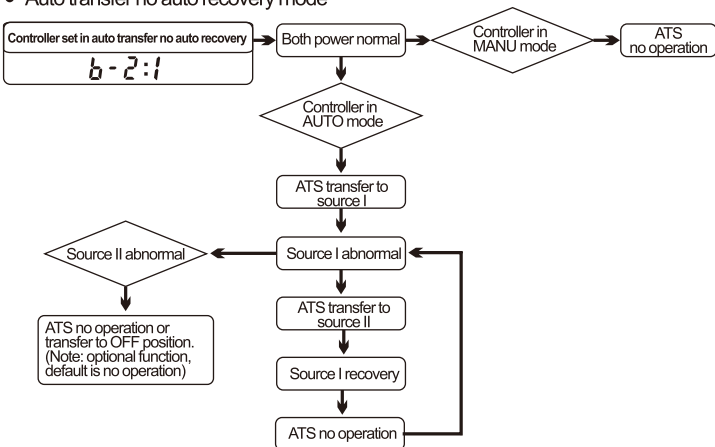 • Auto transfer no auto recovery mode
Controller set in auto transfer no auto recovery
b-2:1
Both power normal
Controller in
MANU mode
ATS
no operation
Controller in
AUTO mode
ATS transfer to
source I
Source I abnormal
Source II abnormal
ATS no operation or
transfer to OFF position.
(Note: optional function,
default is no operation)
ATS transfer to
source II
Source I recovery
ATS no operation